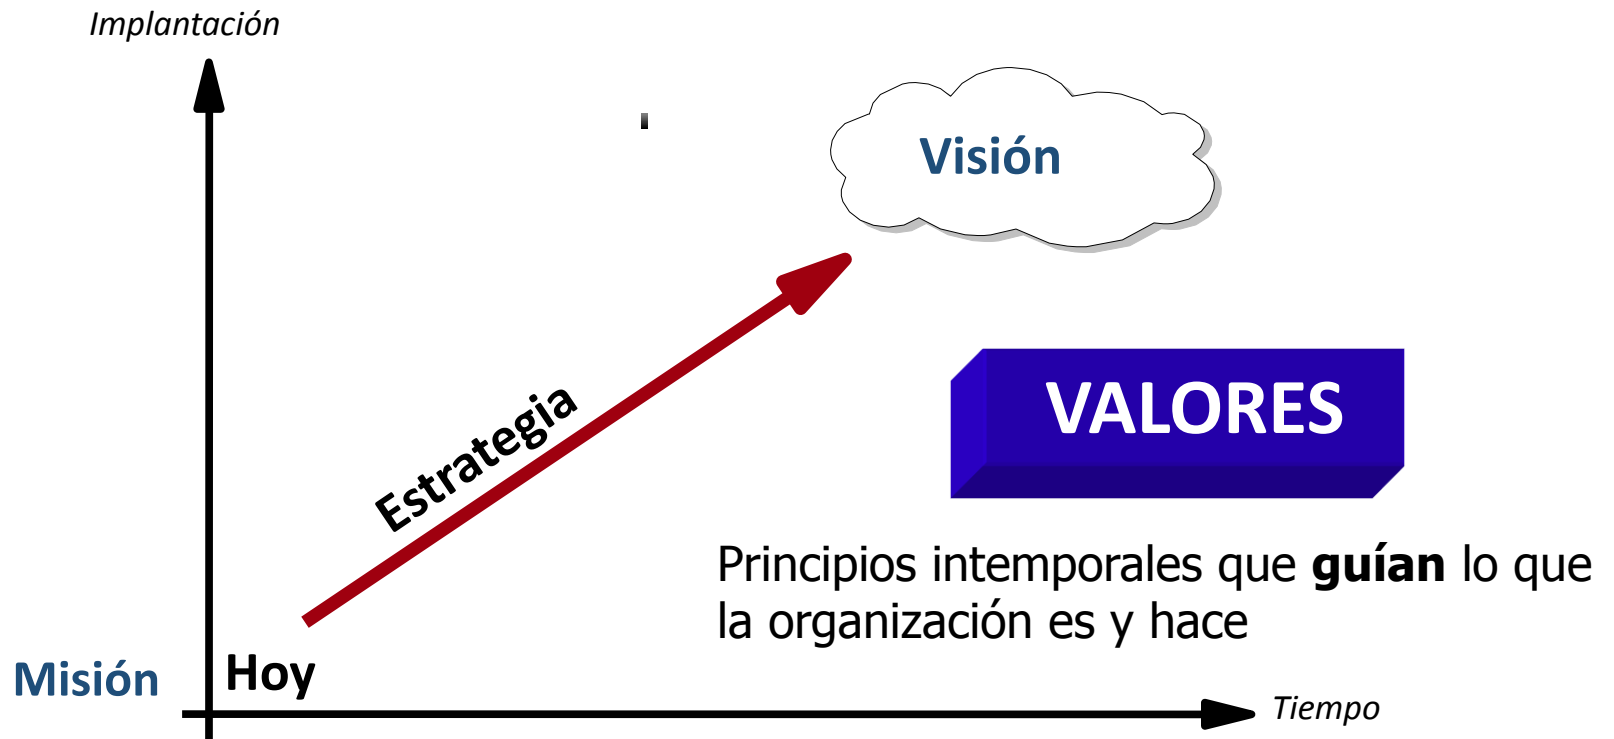 Implantación
Visión
Estrategia
VALORES
Principios intemporales que guían lo que
la organización es y hace
Misión
Hoy
Tiempo